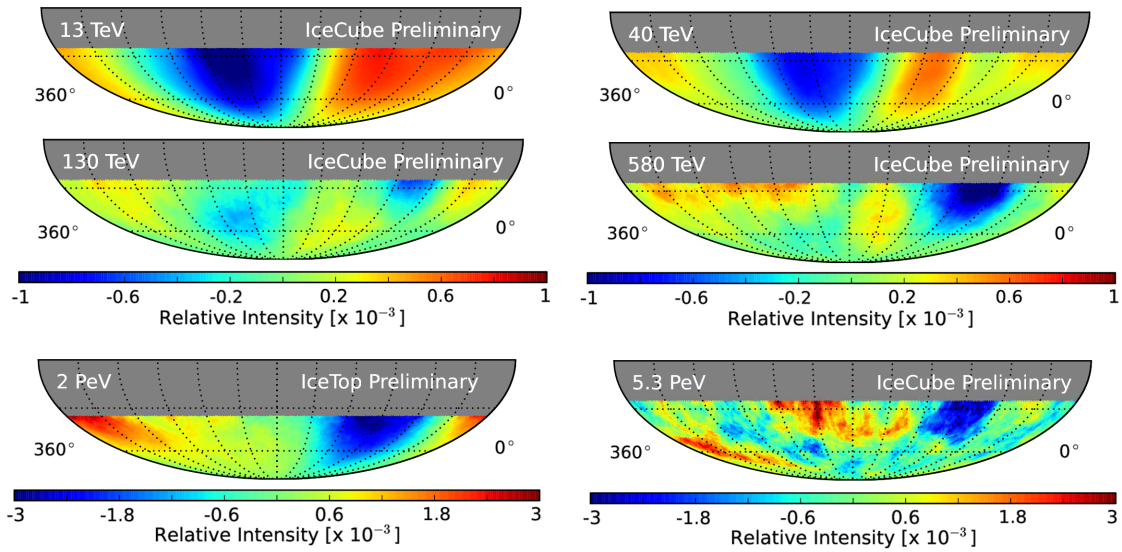 13 TeV IceCube Preliminary
40 TeV IceCube Preliminary
360° 0°
360° 0°
130 TeV IceCube Preliminary
580 TeV IceCube Preliminary
360° 0°
360° 0°
-1 -0.6 -0.2 0.2 0.6 1
-1 -0.6 -0.2 0.2 0.6 1
Relative Intensity [x 10⁻³]
Relative Intensity [x 10⁻³]
2 PeV IceTop Preliminary
5.3 PeV IceCube Preliminary
360° 0°
360° 0°
-3 -1.8 -0.6 0.6 1.8 3
-3 -1.8 -0.6 0.6 1.8 3
Relative Intensity [x 10⁻³]
Relative Intensity [x 10⁻³]